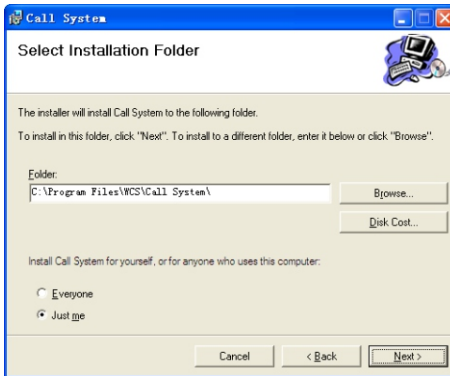 Call System
Select Installation Folder
The installer will install Call System to the following folder.
To install in this folder, click "Next". To install to a different folder, enter it below or click "Browse".
Folder:
C:\Program Files\WCS\Call System\
Browse...
Disk Cost...
Install Call System for yourself, or for anyone who uses this computer:
Everyone
Just me
Cancel
< Back
Next >